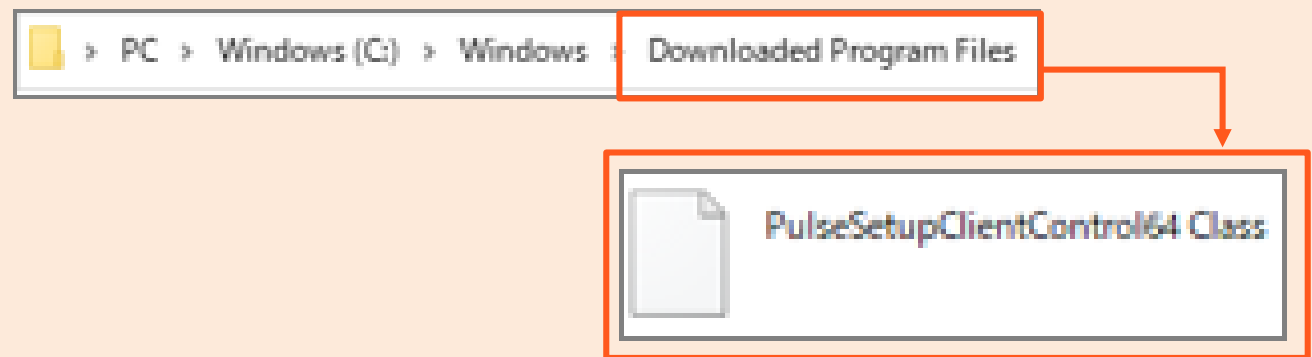 > PC > Windows (C:) > Windows > Downloaded Program Files
PulseSetupClientControl64 Class